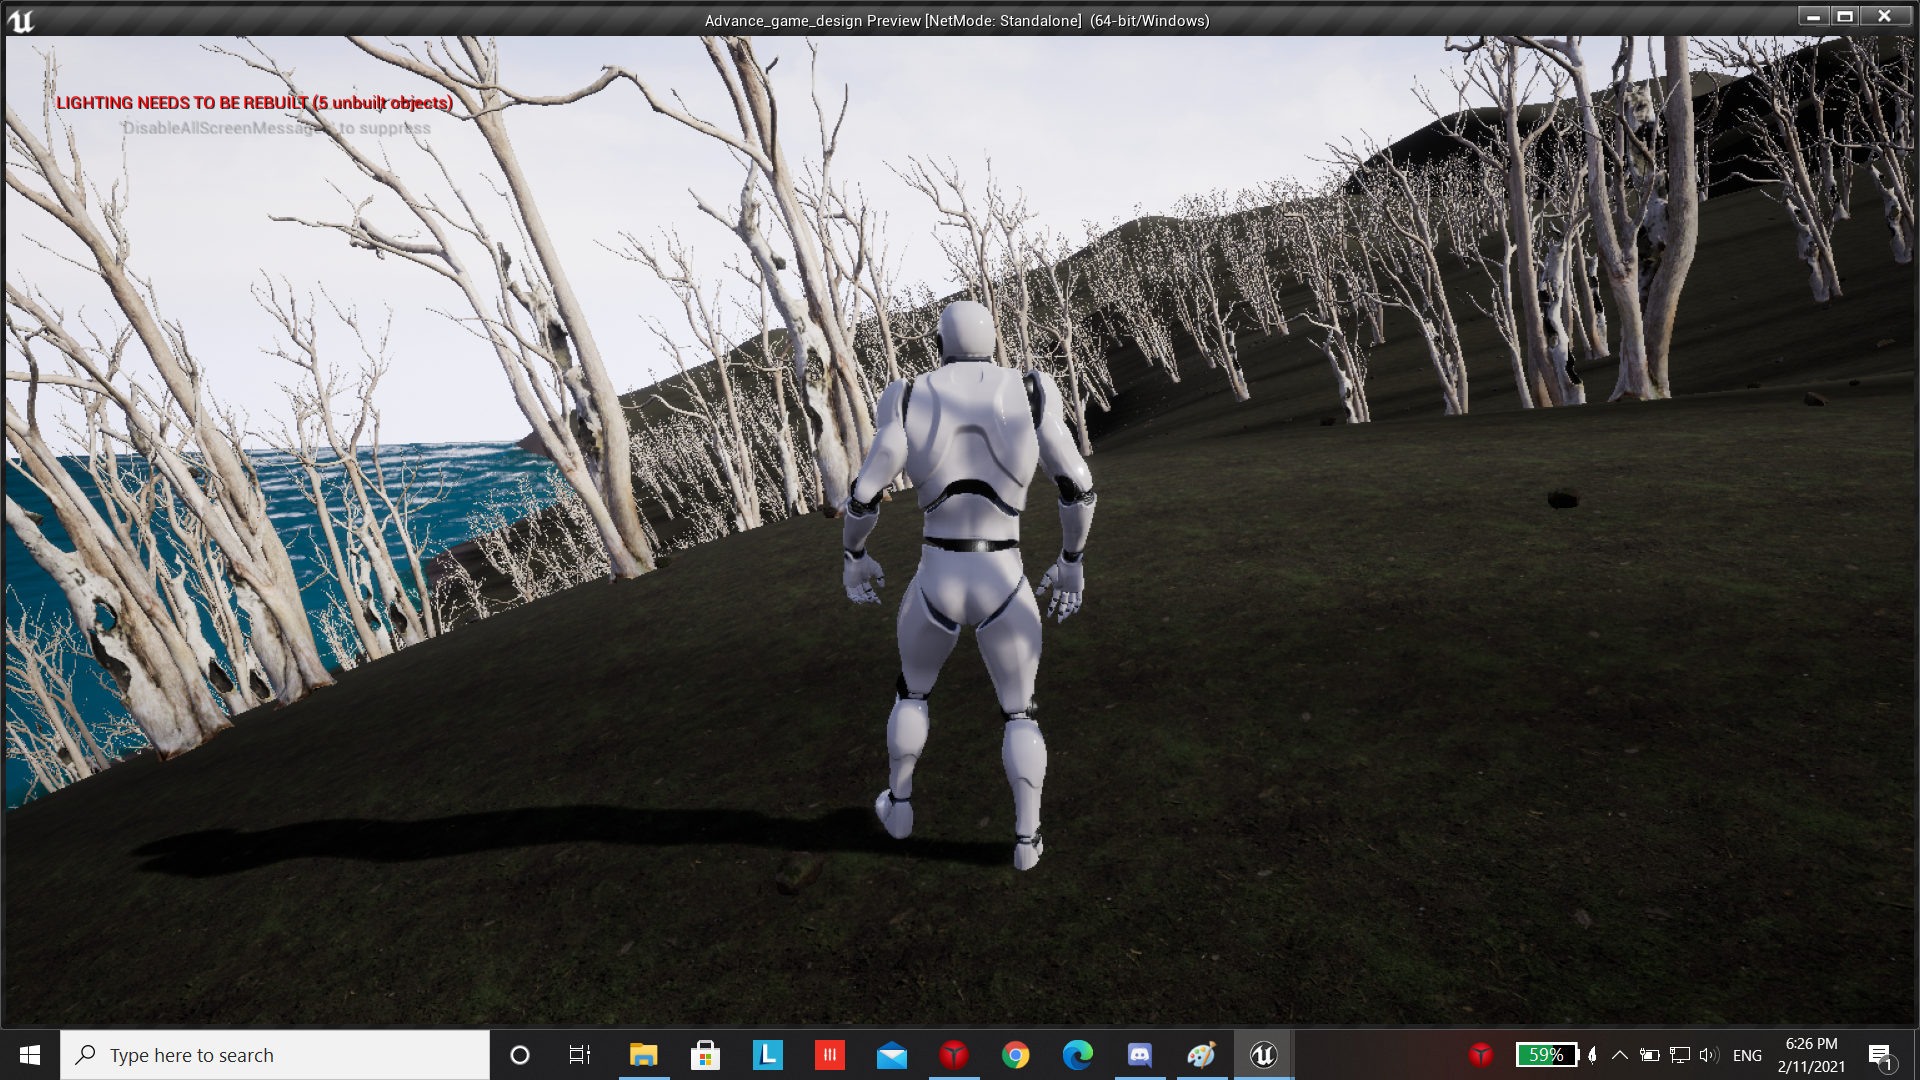 Advance_game_design Preview [NetMode: Standalone] (64-bit/Windows)
LIGHTING NEEDS TO BE REBUILT (5 unbuilt objects)
'DisableAllScreenMessages' to suppress
Type here to search
L
59%
ENG
6:26 PM
2/11/2021
1